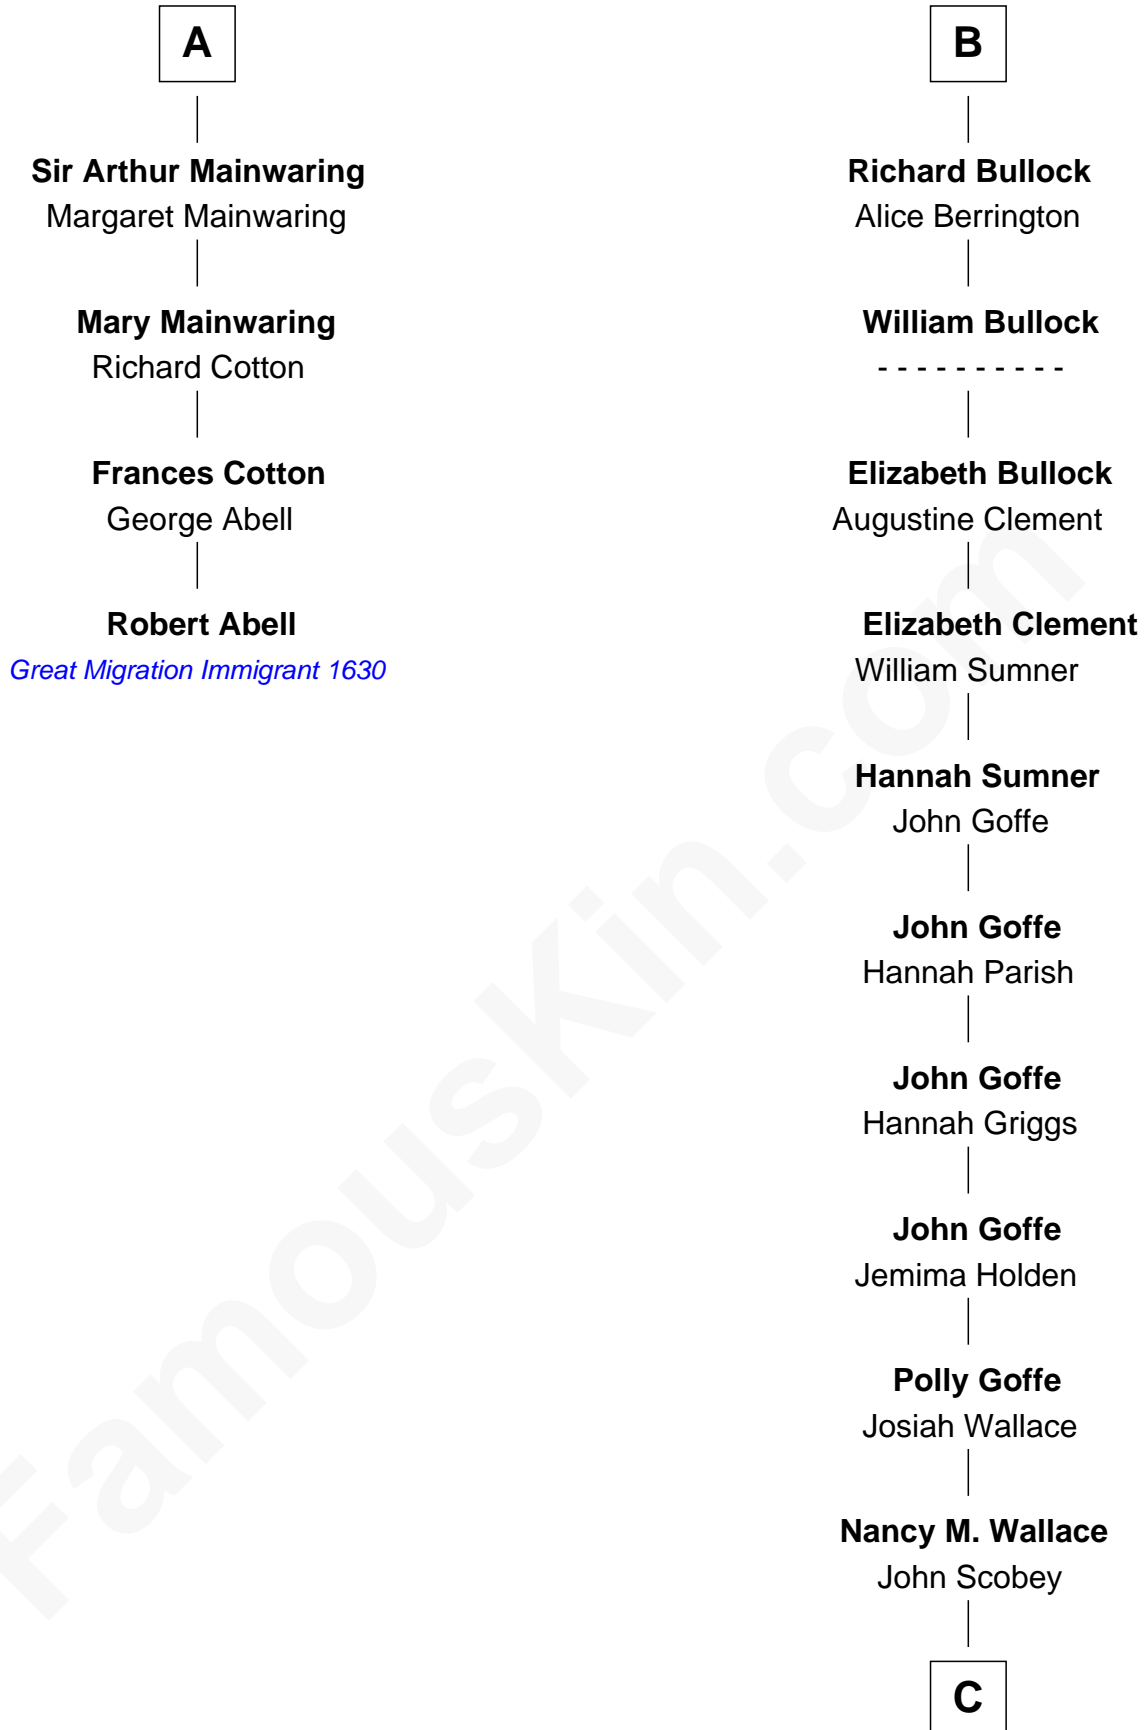 A
Sir Arthur Mainwaring
Margaret Mainwaring
Mary Mainwaring
Richard Cotton
Frances Cotton
George Abell
Robert Abell
Great Migration Immigrant 1630
B
Richard Bullock
Alice Berrington
William Bullock
- - - - - - - - - -
Elizabeth Bullock
Augustine Clement
Elizabeth Clement
William Sumner
Hannah Sumner
John Goffe
John Goffe
Hannah Parish
John Goffe
Hannah Griggs
John Goffe
Jemima Holden
Polly Goffe
Josiah Wallace
Nancy M. Wallace
John Scobey
C
FamousKin.com